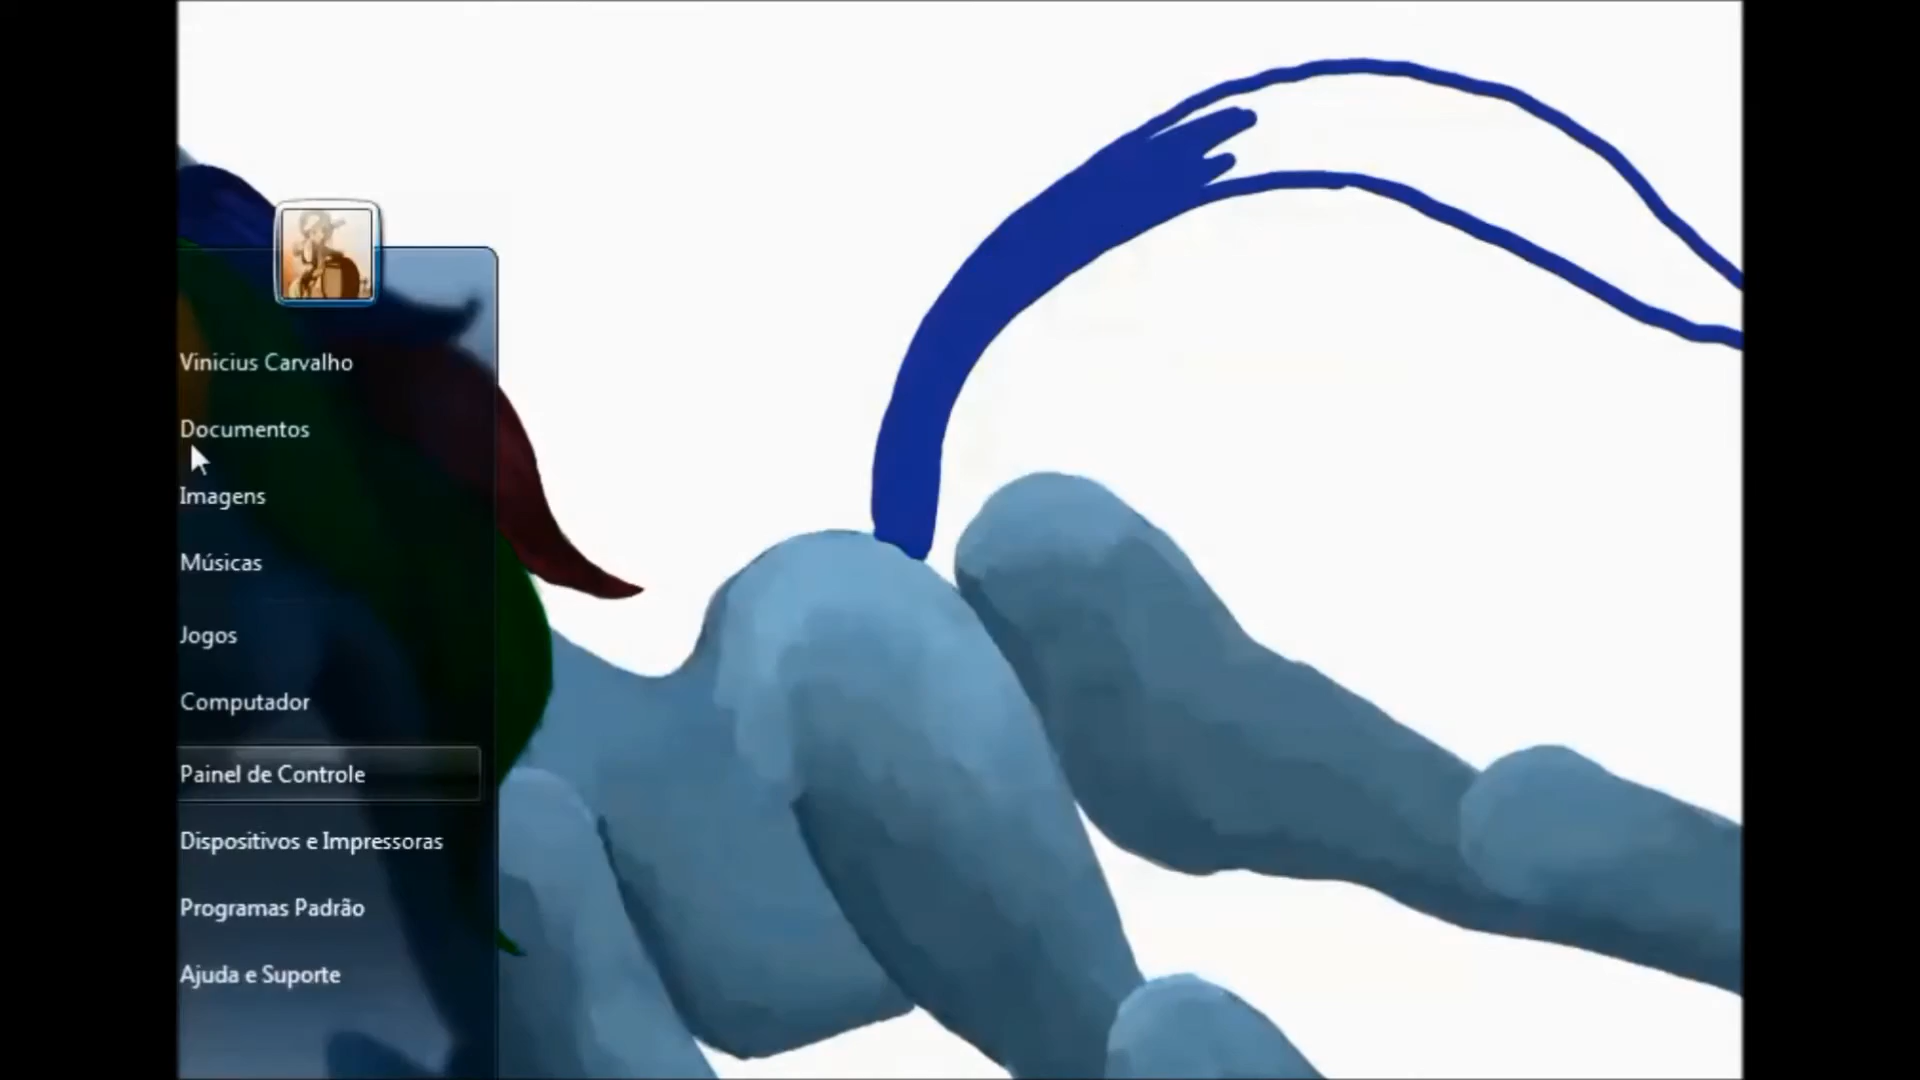 Vinicius Carvalho
Documentos
Imagens
Músicas
Jogos
Computador
Painel de Controle
Dispositivos e Impressoras
Programas Padrão
Ajuda e Suporte